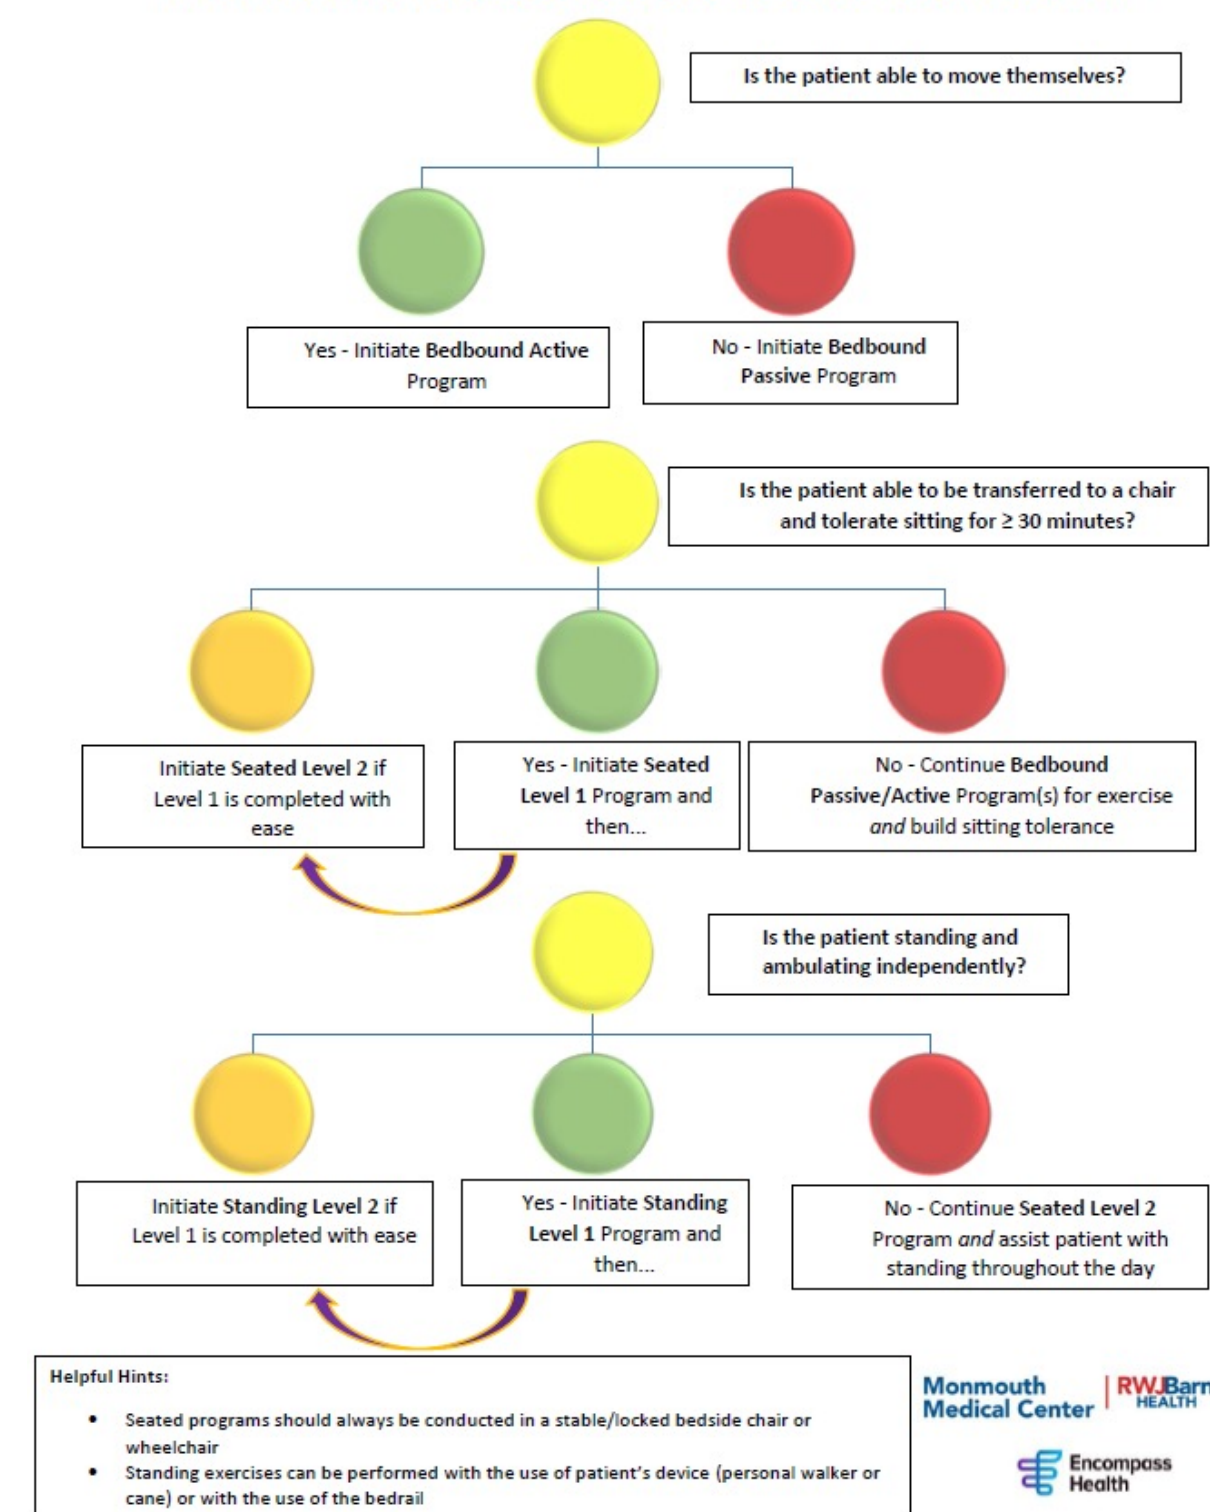 Is the patient able to move themselves?
Yes - Initiate Bedbound Active
Program
No - Initiate Bedbound
Passive Program
Is the patient able to be transferred to a chair
and tolerate sitting for ≥ 30 minutes?
Initiate Seated Level 2 if
Level 1 is completed with
ease
Yes - Initiate Seated
Level 1 Program and
then...
No - Continue Bedbound
Passive/Active Program(s) for exercise
and build sitting tolerance
Is the patient standing and
ambulating independently?
Initiate Standing Level 2 if
Level 1 is completed with ease
Yes - Initiate Standing
Level 1 Program and
then...
No - Continue Seated Level 2
Program and assist patient with
standing throughout the day
Helpful Hints:
• Seated programs should always be conducted in a stable/locked bedside chair or
wheelchair
• Standing exercises can be performed with the use of patient's device (personal walker or
cane) or with the use of the bedrail
Monmouth
Medical Center
RWJBarn
HEALTH
Encompass
Health